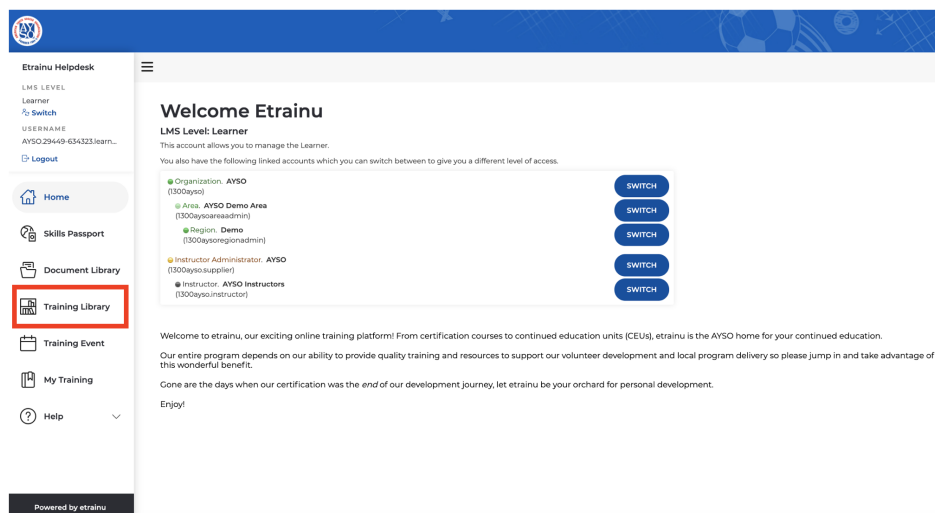 AYSO
Etrainu Helpdesk
LMS LEVEL
Learner
Switch
USERNAME
AYSO.29449-634323.learn...
Logout
Home
Skills Passport
Document Library
Training Library
Training Event
My Training
Help
Powered by etrainu
Welcome Etrainu
LMS Level: Learner
This account allows you to manage the Learner.
You also have the following linked accounts which you can switch between to give you a different level of access.
Organization. AYSO
(1300ayso)
SWITCH
Area. AYSO Demo Area
(1300aysoareaadmin)
SWITCH
Region. Demo
(1300aysoregionadmin)
SWITCH
Instructor Administrator. AYSO
(1300ayso.supplier)
SWITCH
Instructor. AYSO Instructors
(1300ayso.instructor)
SWITCH
Welcome to etrainu, our exciting online training platform! From certification courses to continued education units (CEUs), etrainu is the AYSO home for your continued education.
Our entire program depends on our ability to provide quality training and resources to support our volunteer development and local program delivery so please jump in and take advantage of
this wonderful benefit.
Gone are the days when our certification was the end of our development journey, let etrainu be your orchard for personal development.
Enjoy!